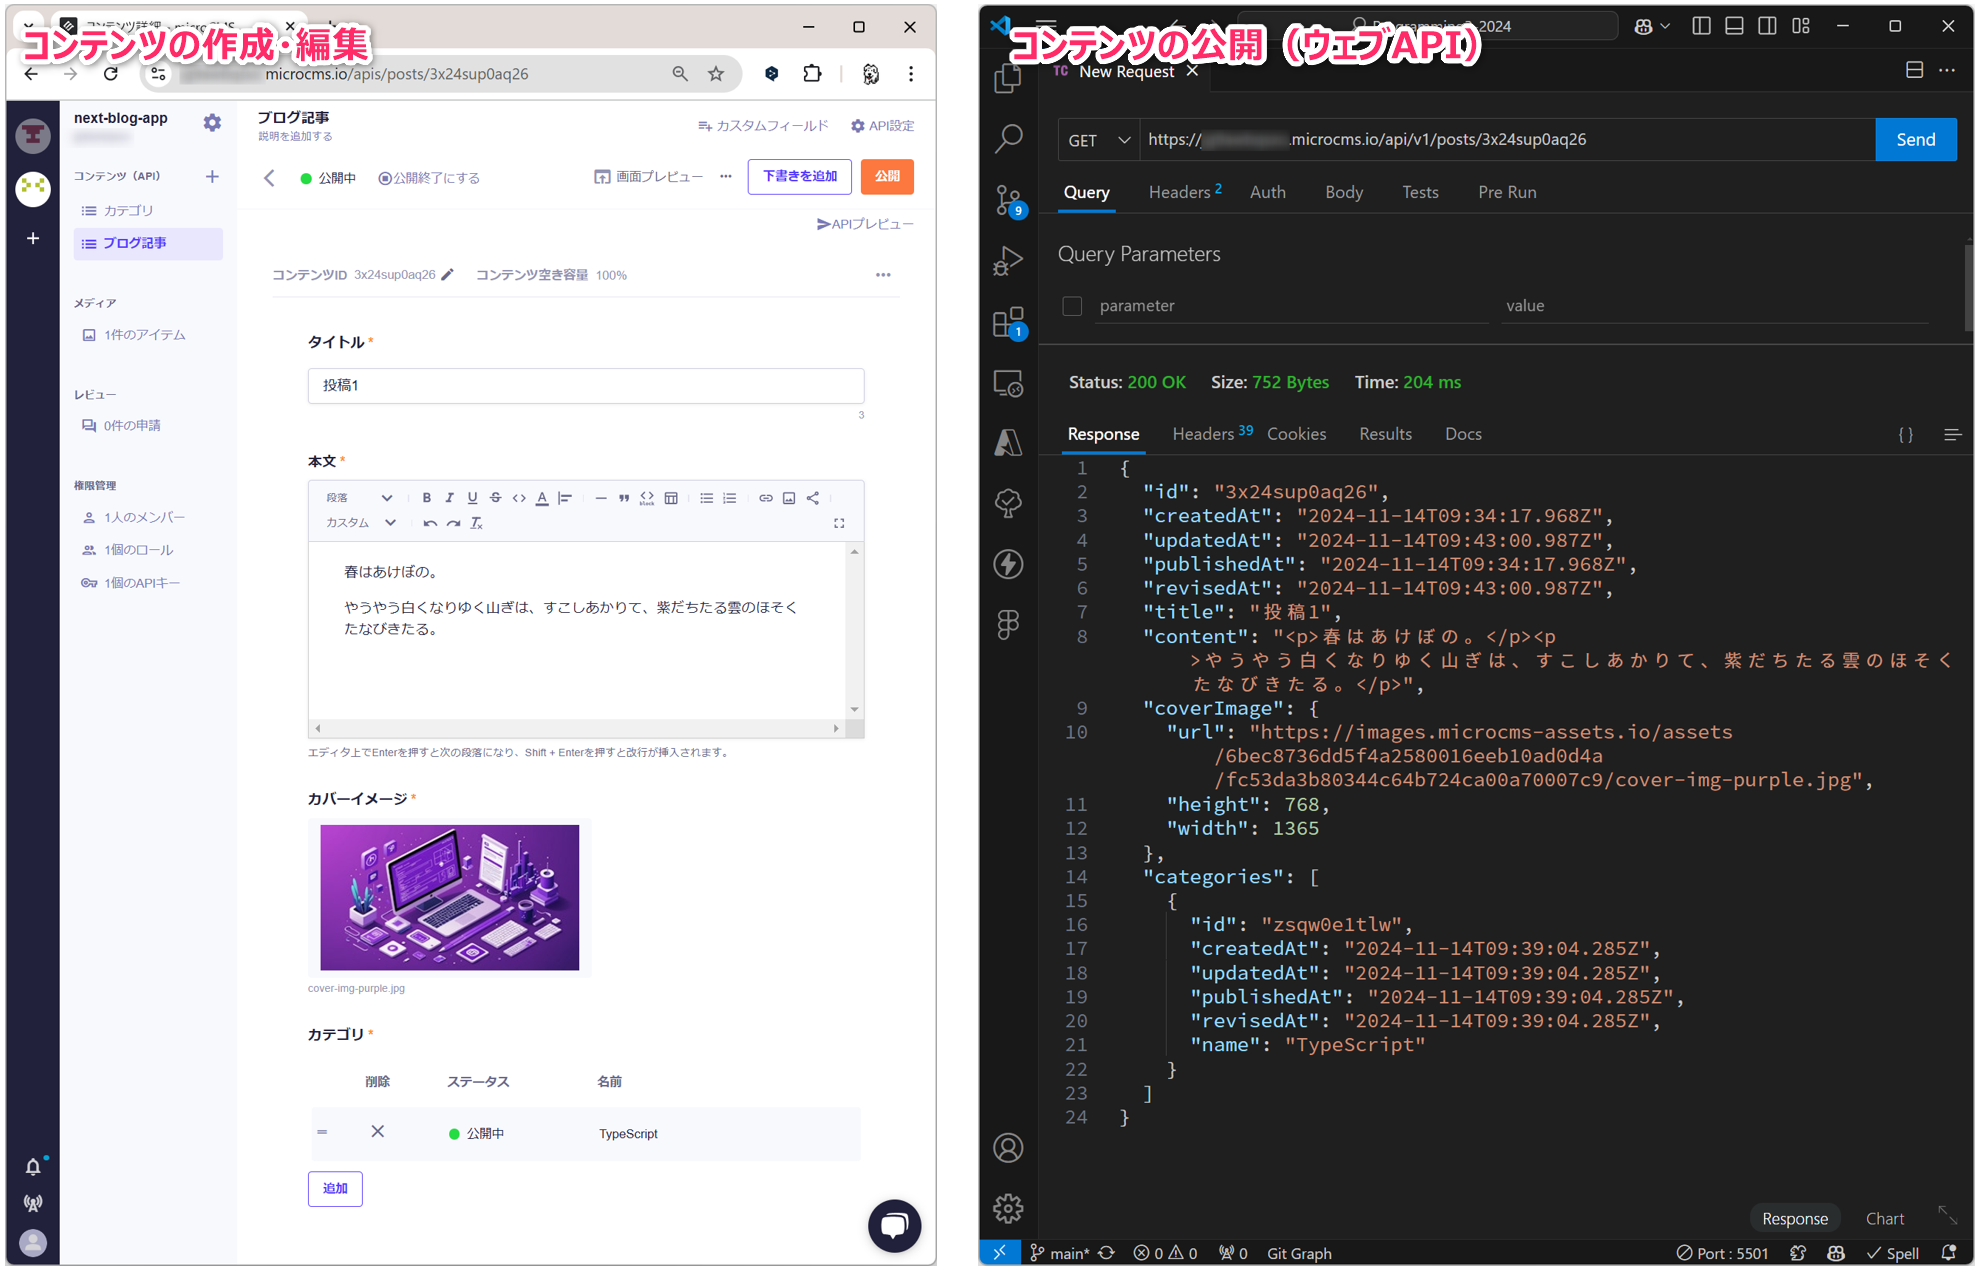 コンテンツの作成・編集
microcms.io/apis/posts/3x24sup0aq26
next-blog-app
コンテンツ（API）
カテゴリ
ブログ記事
メディア
1件のアイテム
レビュー
0件の申請
権限管理
1人のメンバー
1個のロール
1個のAPIキー
ブログ記事
説明を追加する
カスタムフィールド
API設定
公開中
公開終了にする
画面プレビュー
下書きを追加
公開
APIプレビュー
コンテンツID 3x24sup0aq26
コンテンツ空き容量 100%
タイトル *
投稿1
3
本文 *
段落
カスタム
春はあけぼの。
やうやう白くなりゆく山ぎは、すこしあかりて、紫だちたる雲のほそく
たなびきたる。
エディタ上でEnterを押すと次の段落になり、Shift + Enterを押すと改行が挿入されます。
カバーイメージ *
cover-img-purple.jpg
カテゴリ *
削除 ステータス 名前
公開中 TypeScript
追加
コンテンツの公開（ウェブAPI）
2024
TC New Request
GET https://
.microcms.io/api/v1/posts/3x24sup0aq26
Send
Query Headers 2 Auth Body Tests Pre Run
Query Parameters
parameter value
Status: 200 OK Size: 752 Bytes Time: 204 ms
Response Headers 39 Cookies Results Docs
{ }
1 {
2 "id": "3x24sup0aq26",
3 "createdAt": "2024-11-14T09:34:17.968Z",
4 "updatedAt": "2024-11-14T09:43:00.987Z",
5 "publishedAt": "2024-11-14T09:34:17.968Z",
6 "revisedAt": "2024-11-14T09:43:00.987Z",
7 "title": "投稿1",
8 "content": "<p>春はあけぼの。</p><p
>やうやう白くなりゆく山ぎは、すこしあかりて、紫だちたる雲のほそく
たなびきたる。</p>",
9 "coverImage": {
10 "url": "https://images.microcms-assets.io/assets
/6bec8736dd5f4a2580016eeb10ad0d4a
/fc53da3b80344c64b724ca00a70007c9/cover-img-purple.jpg",
11 "height": 768,
12 "width": 1365
13 },
14 "categories": [
15 {
16 "id": "zsqw0e1tlw",
17 "createdAt": "2024-11-14T09:39:04.285Z",
18 "updatedAt": "2024-11-14T09:39:04.285Z",
19 "publishedAt": "2024-11-14T09:39:04.285Z",
20 "revisedAt": "2024-11-14T09:39:04.285Z",
21 "name": "TypeScript"
22 }
23 ]
24 }
9
1
Response Chart
main* 0 0 0 Git Graph Port : 5501 Spell